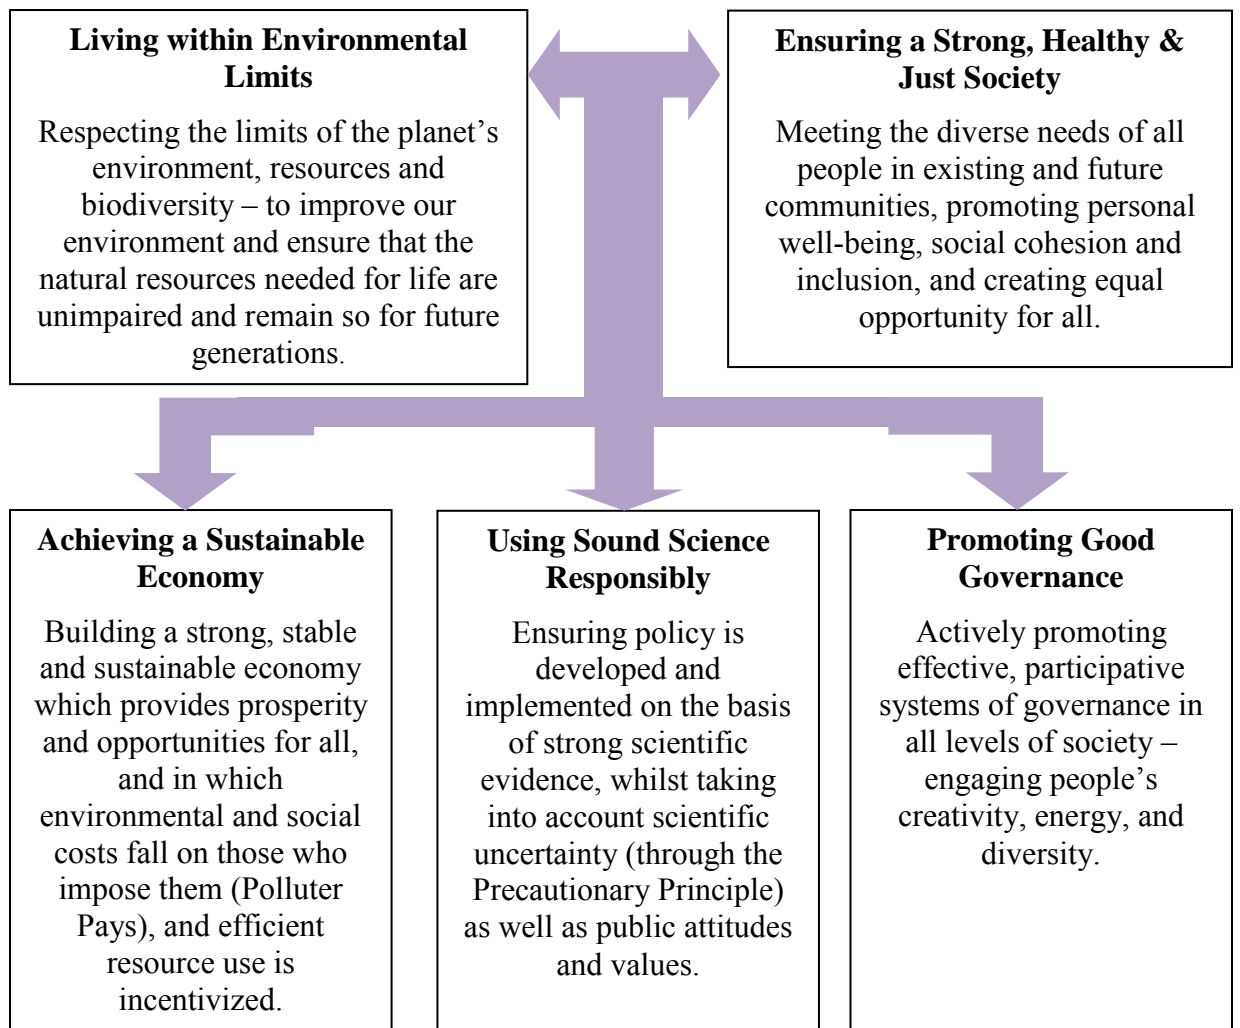 Living within Environmental
Limits
Respecting the limits of the planet’s
environment, resources and
biodiversity – to improve our
environment and ensure that the
natural resources needed for life are
unimpaired and remain so for future
generations.
Ensuring a Strong, Healthy &
Just Society
Meeting the diverse needs of all
people in existing and future
communities, promoting personal
well-being, social cohesion and
inclusion, and creating equal
opportunity for all.
Achieving a Sustainable
Economy
Building a strong, stable
and sustainable economy
which provides prosperity
and opportunities for all,
and in which
environmental and social
costs fall on those who
impose them (Polluter
Pays), and efficient
resource use is
incentivized.
Using Sound Science
Responsibly
Ensuring policy is
developed and
implemented on the basis
of strong scientific
evidence, whilst taking
into account scientific
uncertainty (through the
Precautionary Principle)
as well as public attitudes
and values.
Promoting Good
Governance
Actively promoting
effective, participative
systems of governance in
all levels of society –
engaging people’s
creativity, energy, and
diversity.